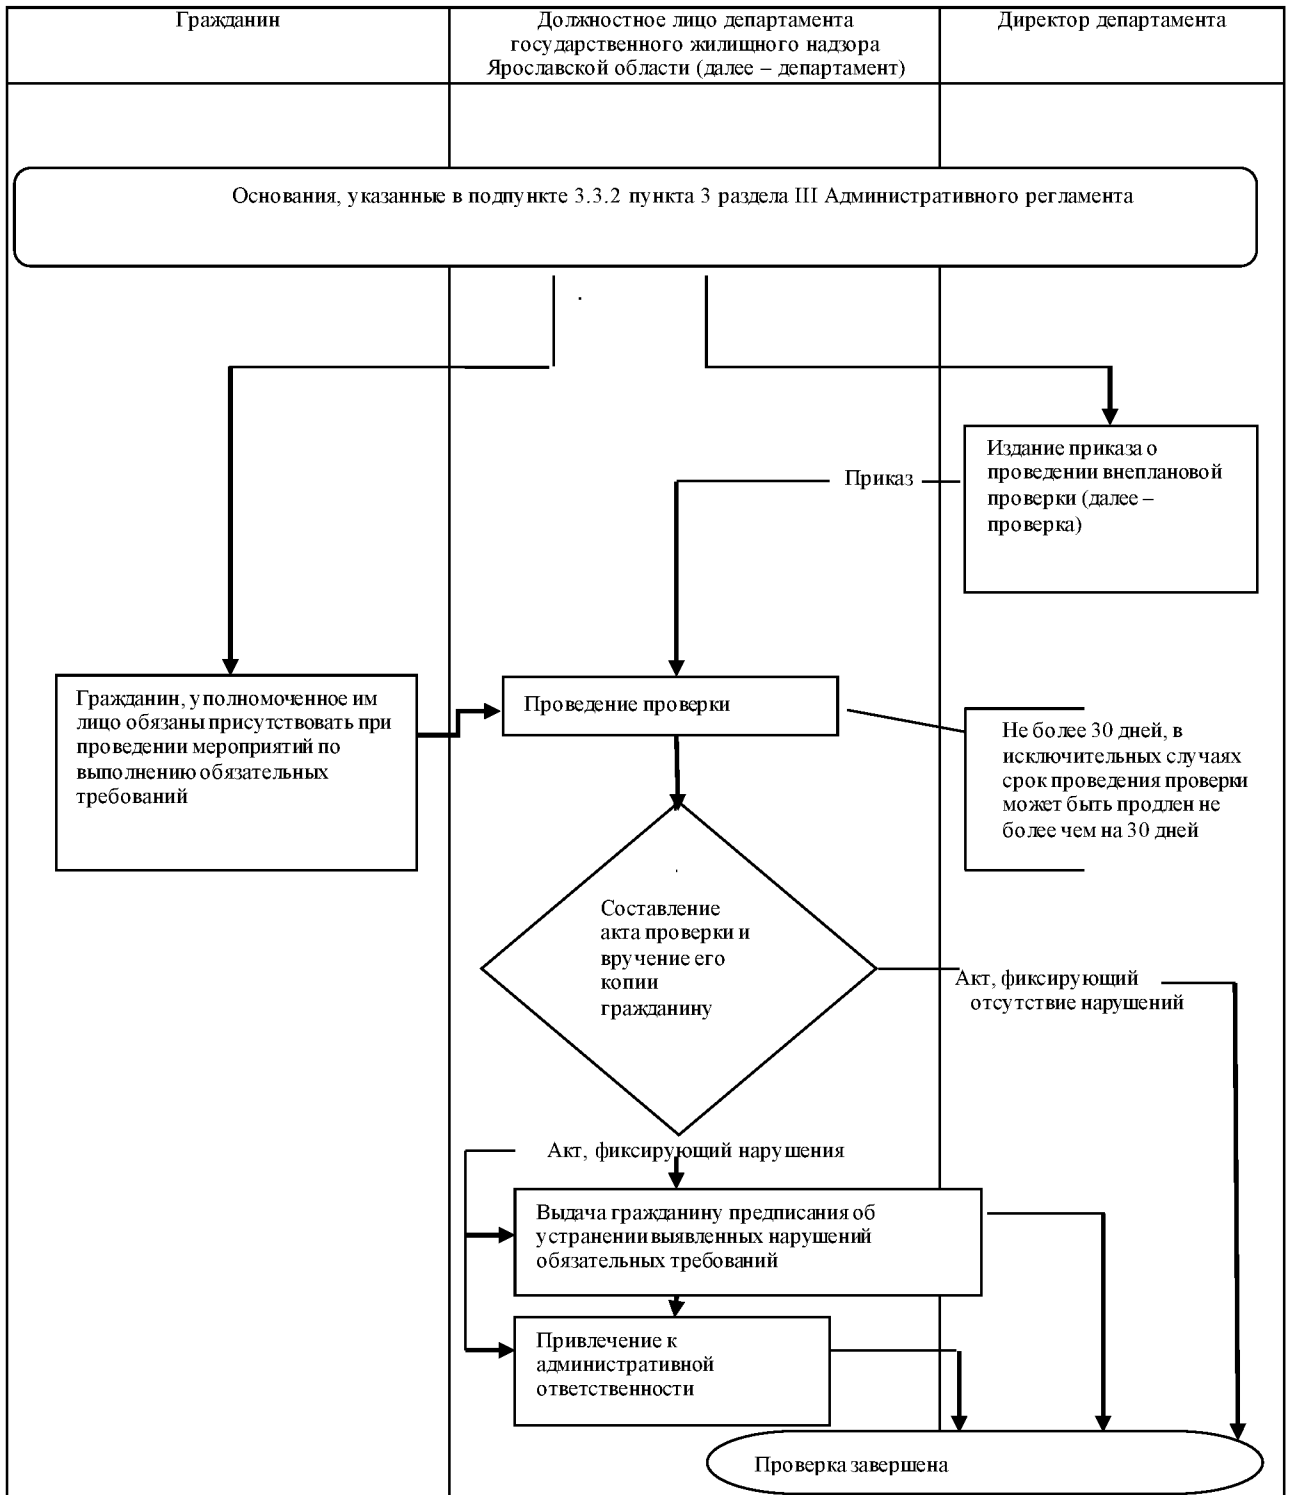 Гражданин
Должностное лицо департамента
государственного жилищного надзора
Ярославской области (далее – департамент)
Директор департамента
Основания, указанные в подпункте 3.3.2 пункта 3 раздела III Административного регламента
Издание приказа о
проведении внеплановой
проверки (далее –
проверка)
Приказ
Гражданин, уполномоченное им
лицо обязаны присутствовать при
проведении мероприятий по
выполнению обязательных
требований
Проведение проверки
Не более 30 дней, в
исключительных случаях
срок проведения проверки
может быть продлен не
более чем на 30 дней
Составление
акта проверки и
вручение его
копии
гражданину
Акт, фиксирующий
отсутствие нарушений
Акт, фиксирующий нарушения
Выдача гражданину предписания об
устранении выявленных нарушений
обязательных требований
Привлечение к
административной
ответственности
Проверка завершена